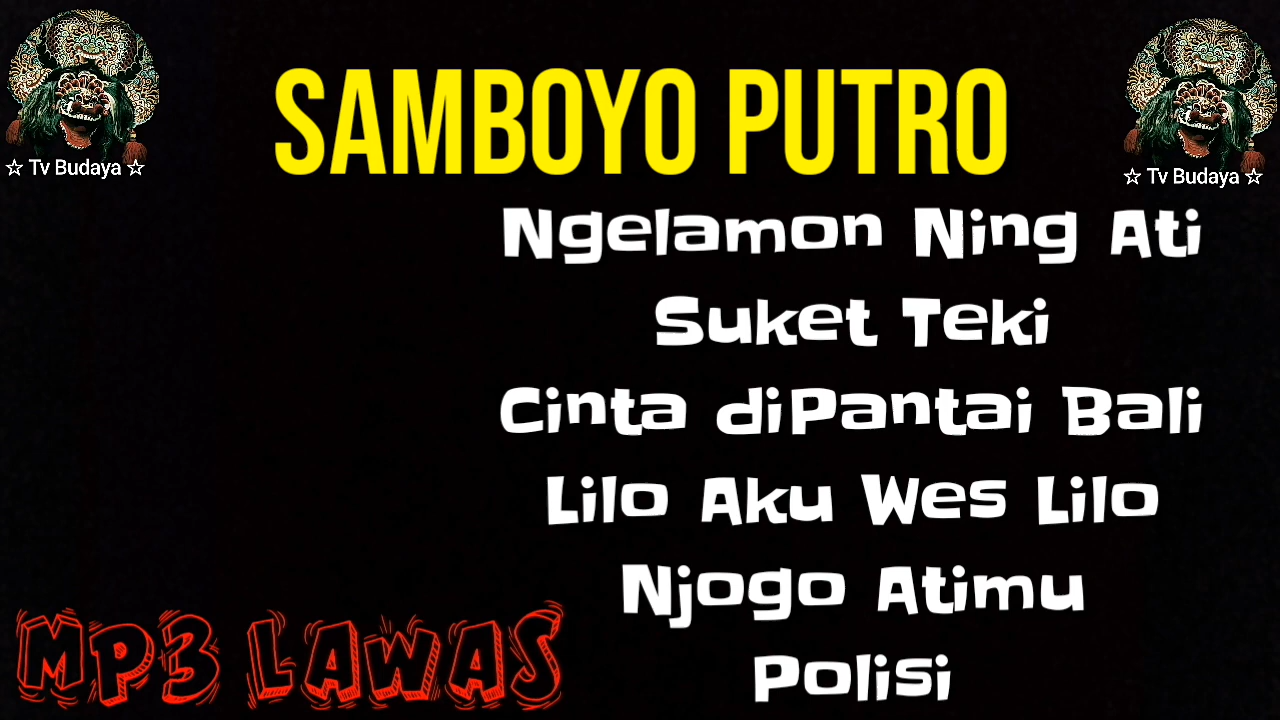 ☆ Tv Budaya ☆
SAMBOYO PUTRO
☆ Tv Budaya ☆
Ngelamon Ning Ati
Suket Teki
Cinta diPantai Bali
Lilo Aku Wes Lilo
Njogo Atimu
Polisi
MP3 LAWAS